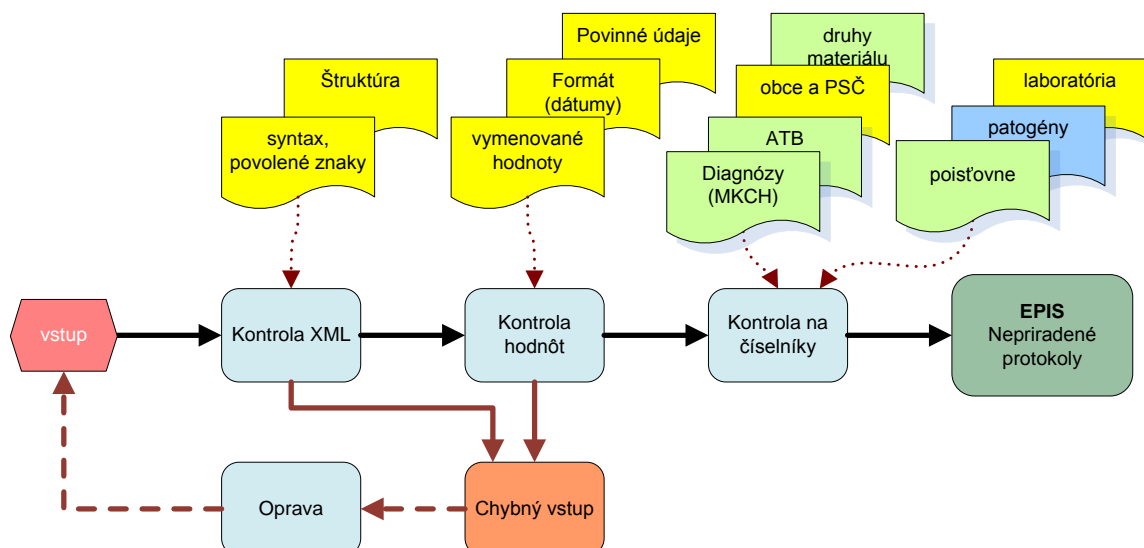 Povinné údaje
druhy
materiálu
Štruktúra
Formát
(dátumy)
obce a PSČ
laboratória
syntax,
povolené znaky
vymenované
hodnoty
ATB
patogény
Diagnózy
(MKCH)
poisťovne
vstup
Kontrola XML
Kontrola
hodnôt
Kontrola na
číselníky
EPIS
Nepriradené
protokoly
Oprava
Chybný vstup